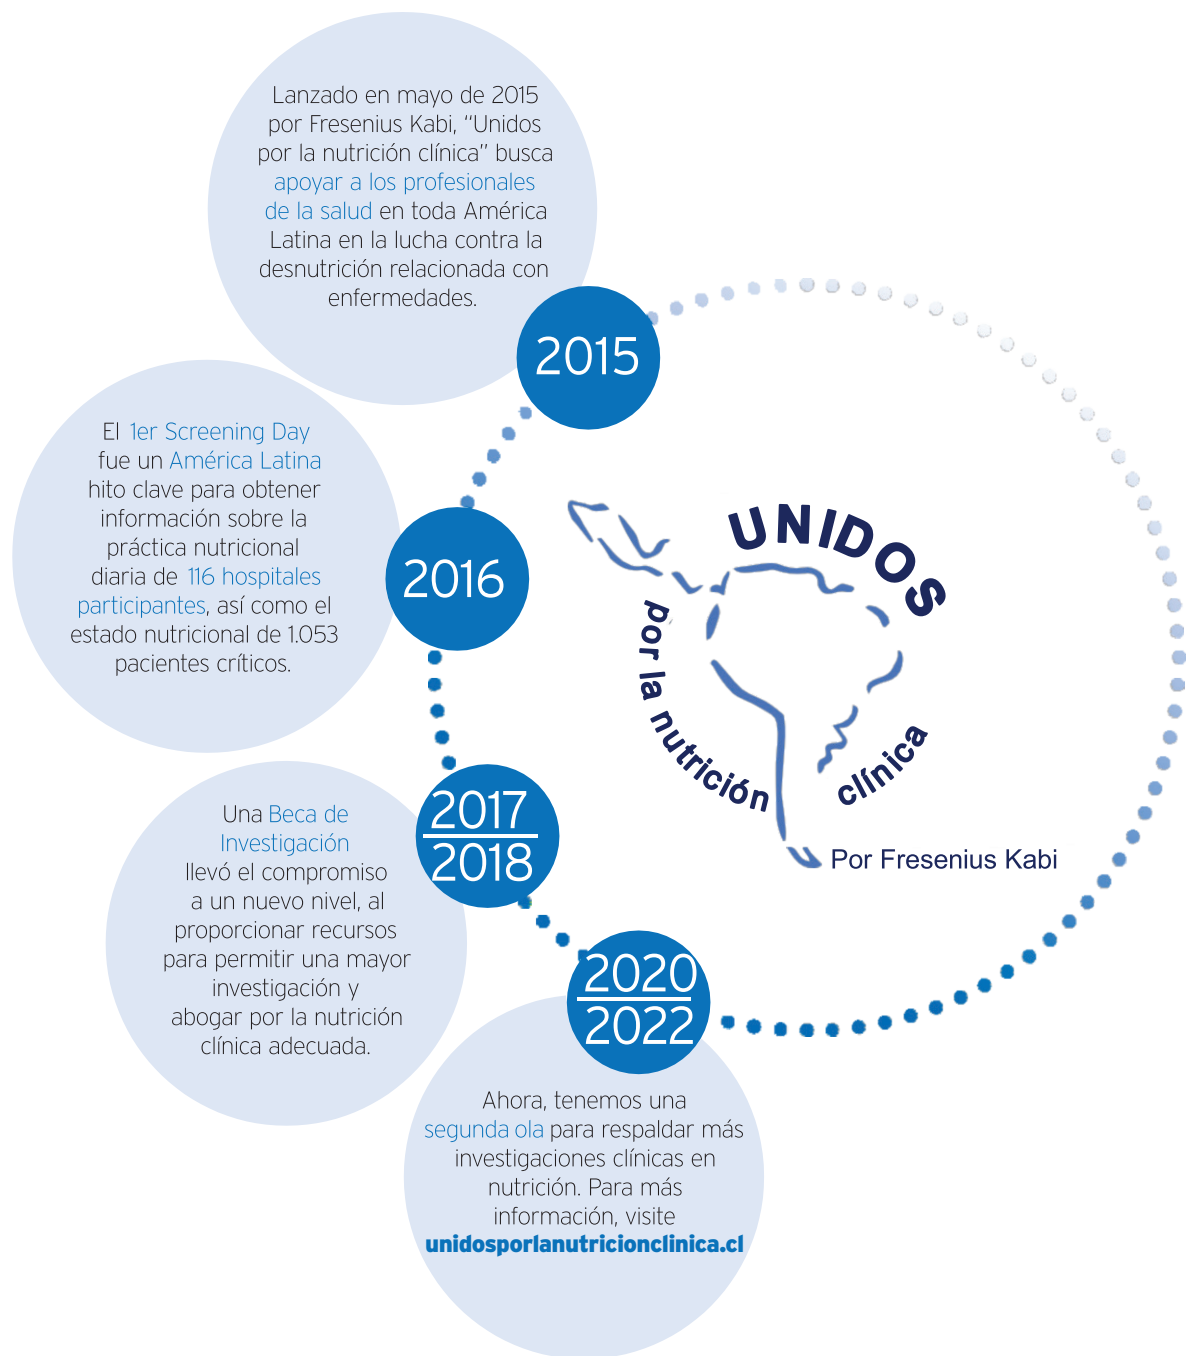 Lanzado en mayo de 2015
por Fresenius Kabi, “Unidos
por la nutrición clínica” busca
apoyar a los profesionales
de la salud en toda América
Latina en la lucha contra la
desnutrición relacionada con
enfermedades.
2015
El 1er Screening Day
fue un América Latina
hito clave para obtener
información sobre la
práctica nutricional
diaria de 116 hospitales
participantes, así como el
estado nutricional de 1.053
pacientes críticos.
2016
UNIDOS
por la nutrición
clínica
Por Fresenius Kabi
Una Beca de
Investigación
llevó el compromiso
a un nuevo nivel, al
proporcionar recursos
para permitir una mayor
investigación y
abogar por la nutrición
clínica adecuada.
2017
2018
2020
2022
Ahora, tenemos una
segunda ola para respaldar más
investigaciones clínicas en
nutrición. Para más
información, visite
unidosporlanutricionclinica.cl